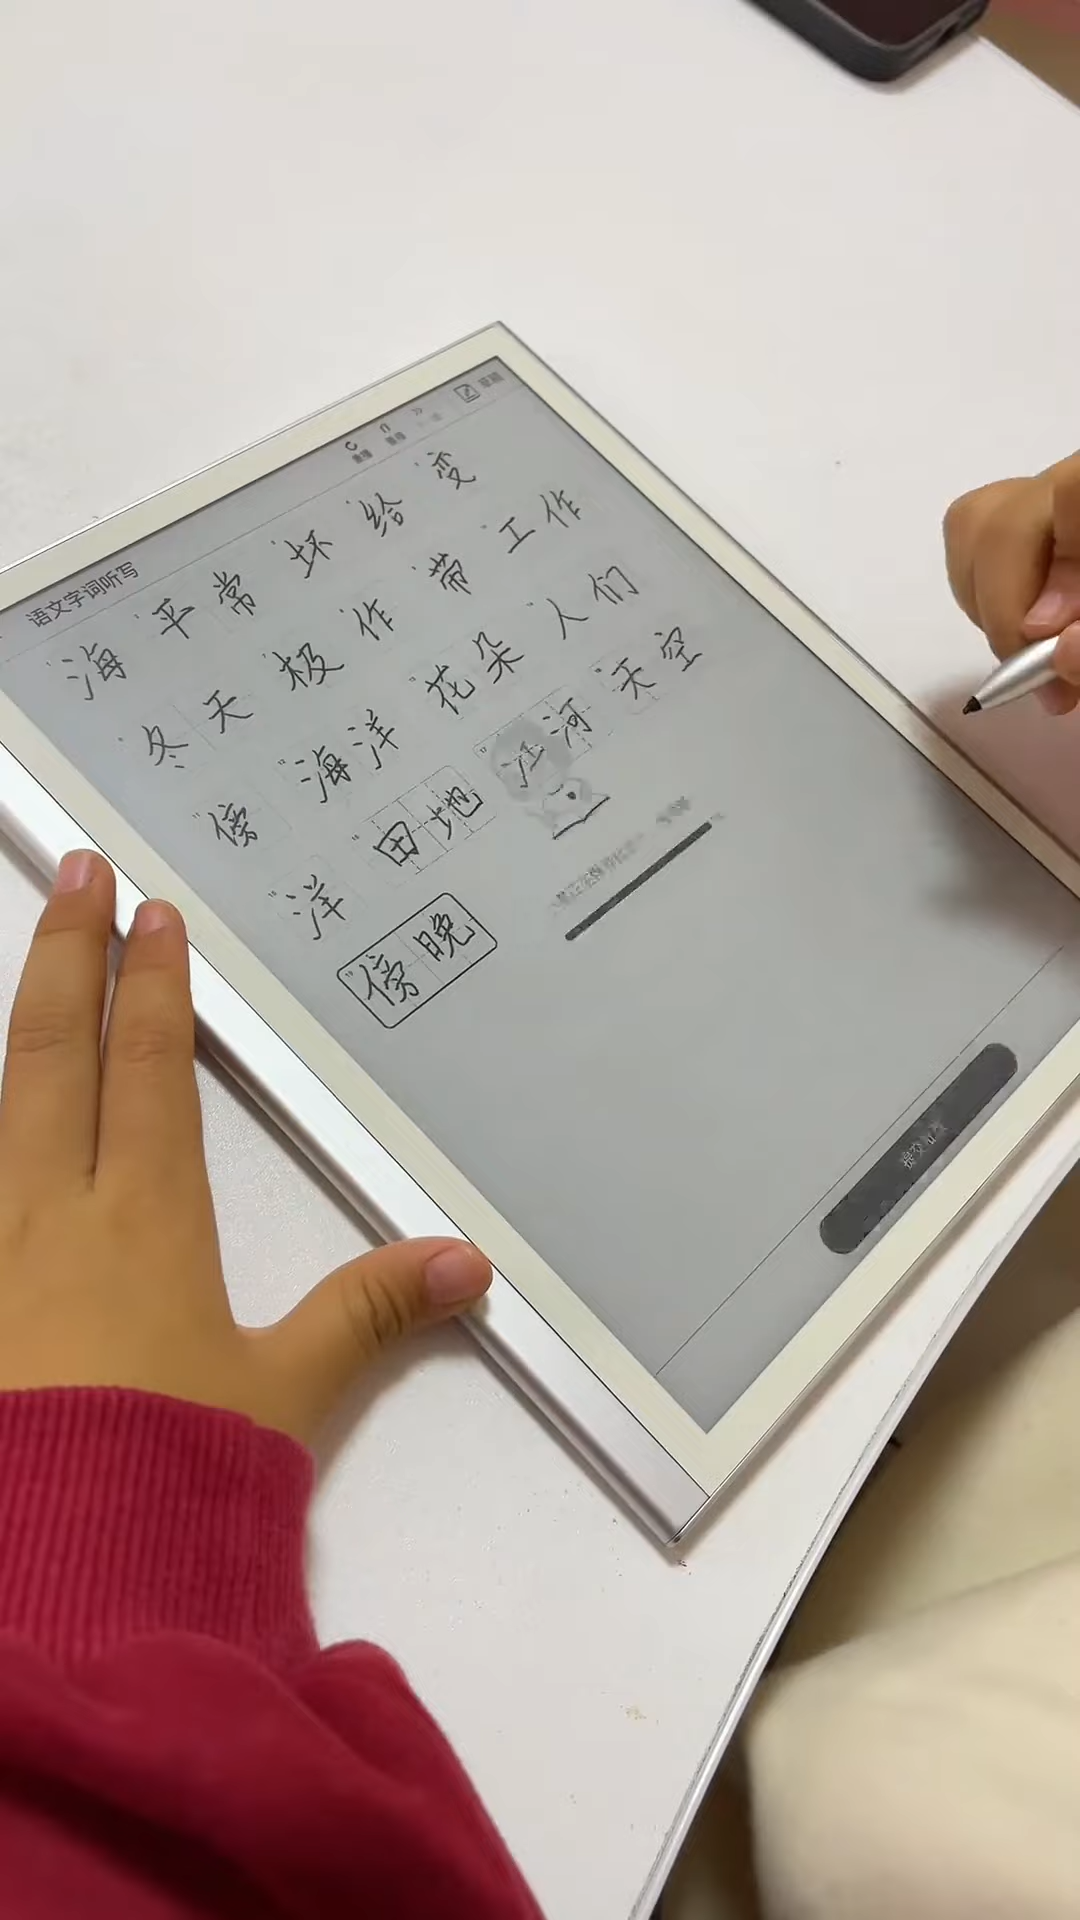 语文字词听写
海 平常 坏 给 变
冬天 极 作 带 工作
傍 海洋 花朵 人们
洋 田地 江河 天空
傍晚